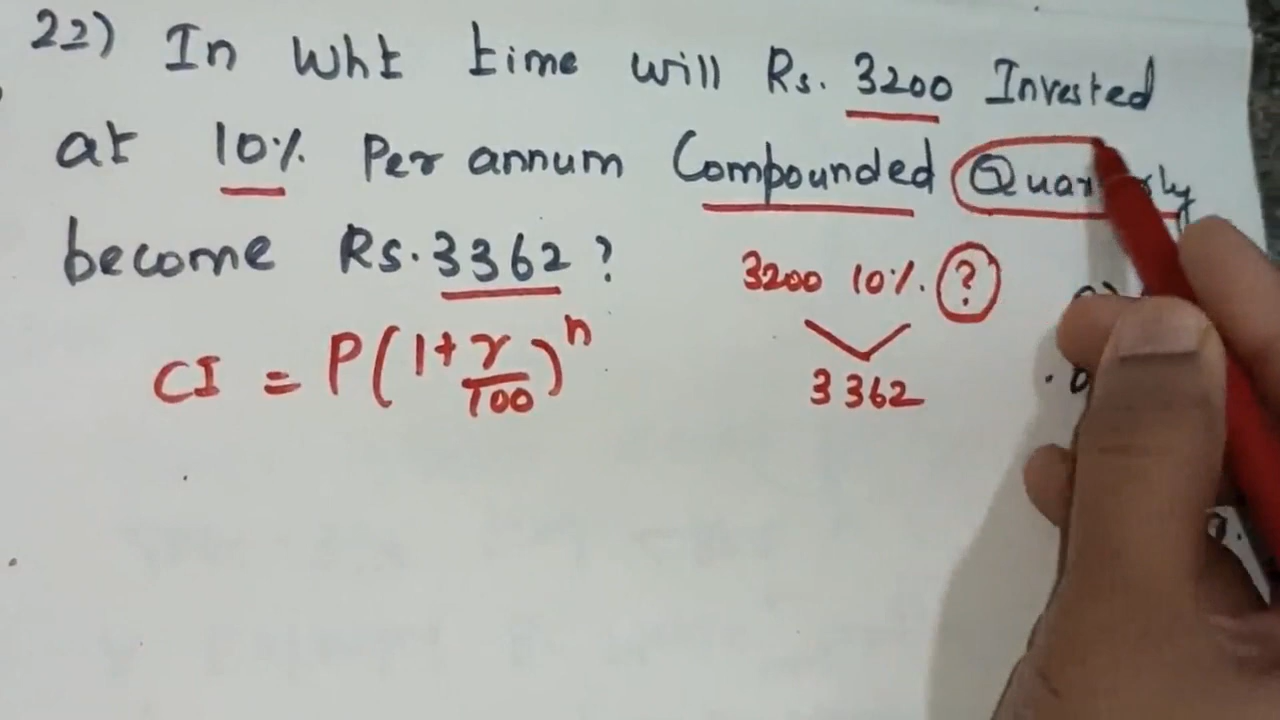 22) In Wht time will Rs. 3200 Invested
at 10% Per annum Compounded
become Rs. 3362 ?
3200 10% ?
CI = P(1+r/100)^n
3362